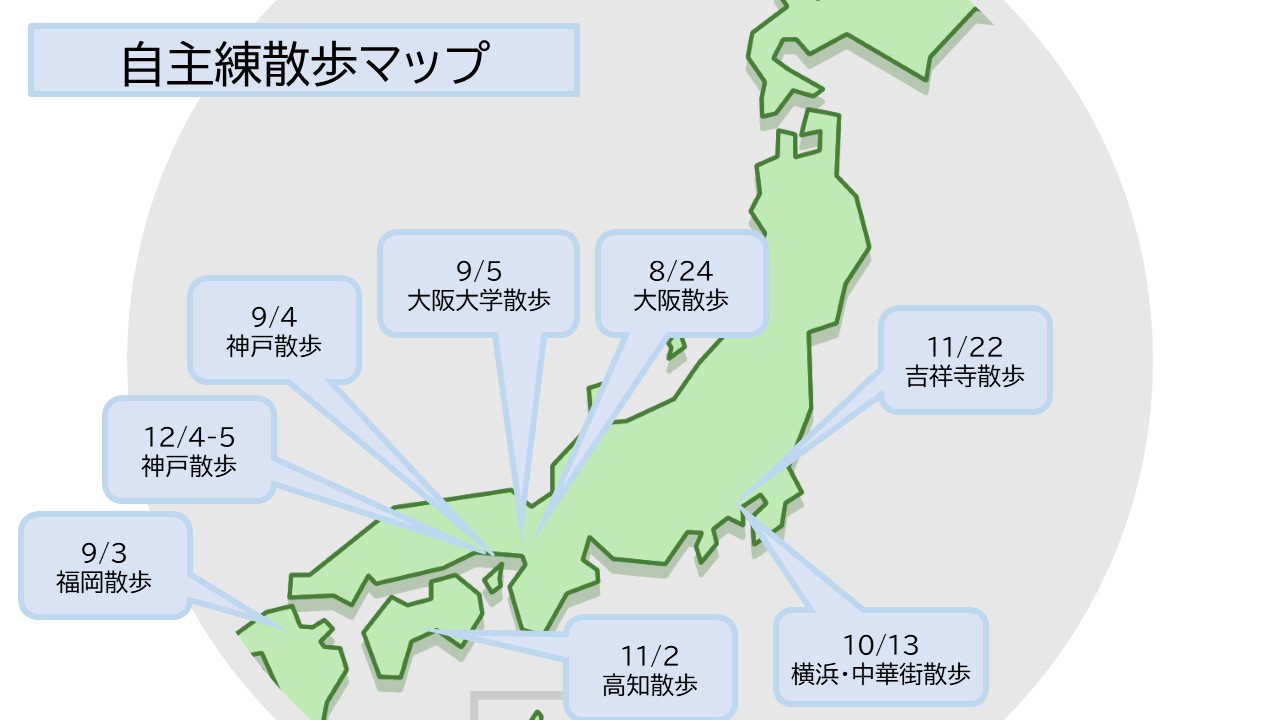 自主練散歩マップ
9/5
大阪大学散歩
8/24
大阪散歩
9/4
神戸散歩
11/22
吉祥寺散歩
12/4-5
神戸散歩
9/3
福岡散歩
11/2
高知散歩
10/13
横浜・中華街散歩